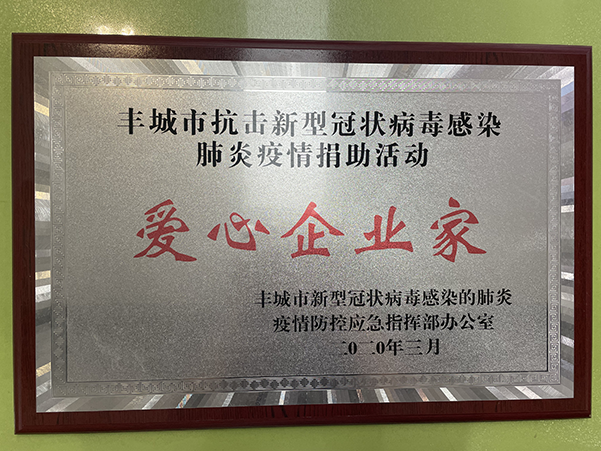 丰城市抗击新型冠状病毒感染
肺炎疫情捐助活动
爱心企业家
丰城市新型冠状病毒感染的肺炎
疫情防控应急指挥部办公室
二〇二〇年三月